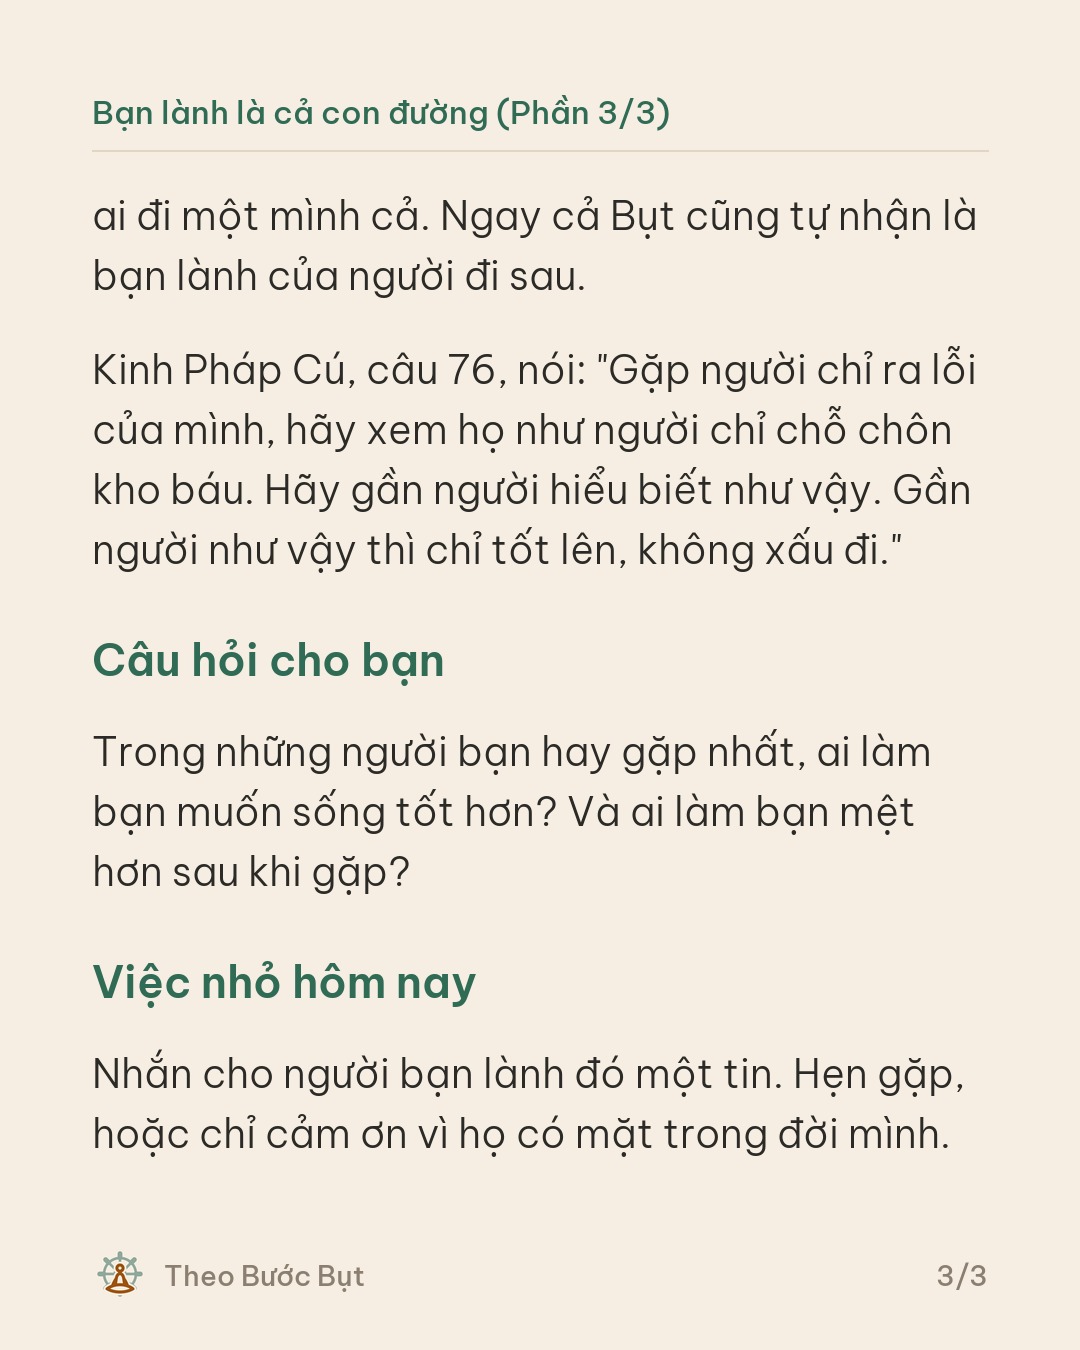 Bạn lành là cả con đường (Phần 3/3)
ai đi một mình cả. Ngay cả Bụt cũng tự nhận là
bạn lành của người đi sau.
Kinh Pháp Cú, câu 76, nói: "Gặp người chỉ ra lỗi
của mình, hãy xem họ như người chỉ chỗ chôn
kho báu. Hãy gần người hiểu biết như vậy. Gần
người như vậy thì chỉ tốt lên, không xấu đi."
Câu hỏi cho bạn
Trong những người bạn hay gặp nhất, ai làm
bạn muốn sống tốt hơn? Và ai làm bạn mệt
hơn sau khi gặp?
Việc nhỏ hôm nay
Nhắn cho người bạn lành đó một tin. Hẹn gặp,
hoặc chỉ cảm ơn vì họ có mặt trong đời mình.
Theo Bước Bụt
3/3